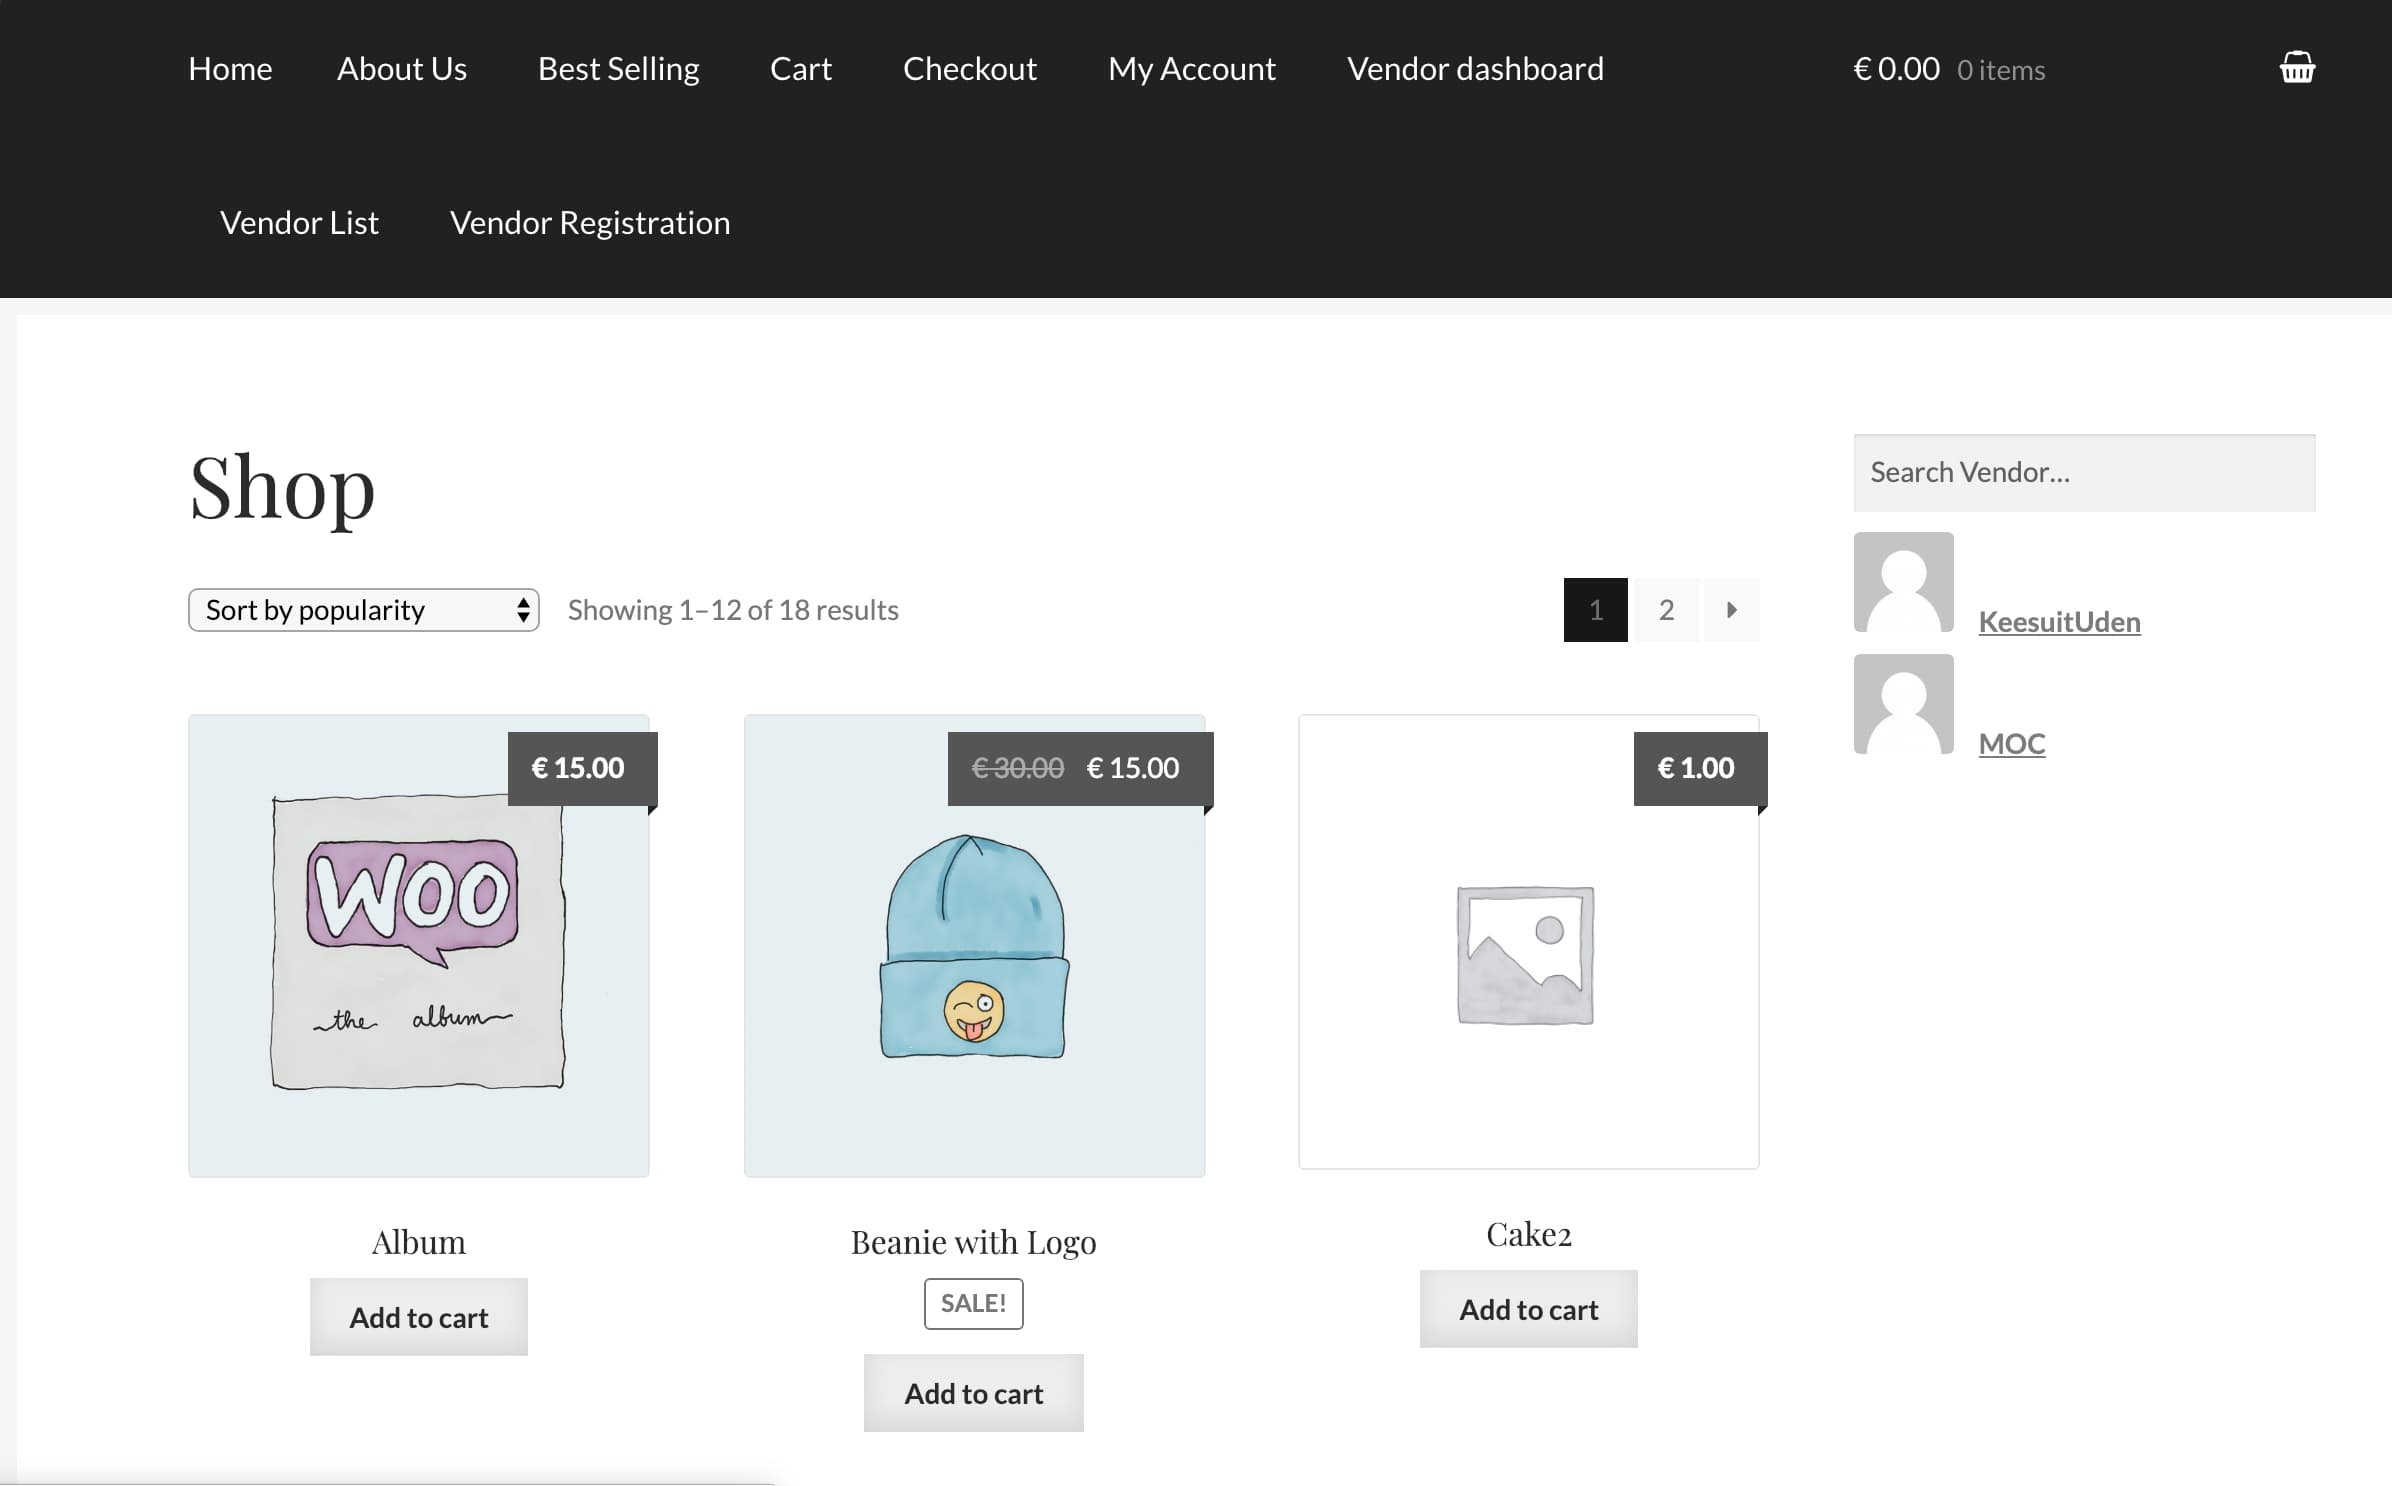 Home About Us Best Selling Cart Checkout My Account Vendor dashboard € 0.00 0 items
Vendor List Vendor Registration
Shop
Search Vendor...
Sort by popularity Showing 1–12 of 18 results 1 2
KeesuitUden
MOC
€ 15.00
€ 30.00 € 15.00
€ 1.00
WOO
the album
Album
Beanie with Logo
Cake2
SALE!
Add to cart
Add to cart
Add to cart